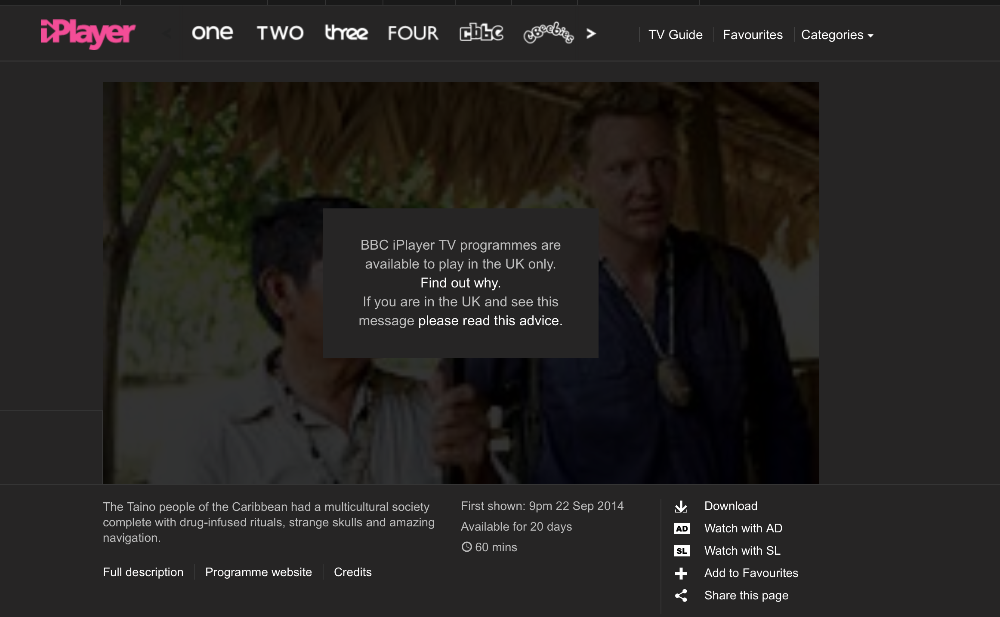 iPlayer
< one TWO three FOUR cbbc cbeebies >
TV Guide Favourites Categories
BBC iPlayer TV programmes are
available to play in the UK only.
Find out why.
If you are in the UK and see this
message please read this advice.
The Taino people of the Caribbean had a multicultural society
complete with drug-infused rituals, strange skulls and amazing
navigation.
Full description Programme website Credits
First shown: 9pm 22 Sep 2014
Available for 20 days
60 mins
Download
AD Watch with AD
SL Watch with SL
Add to Favourites
Share this page